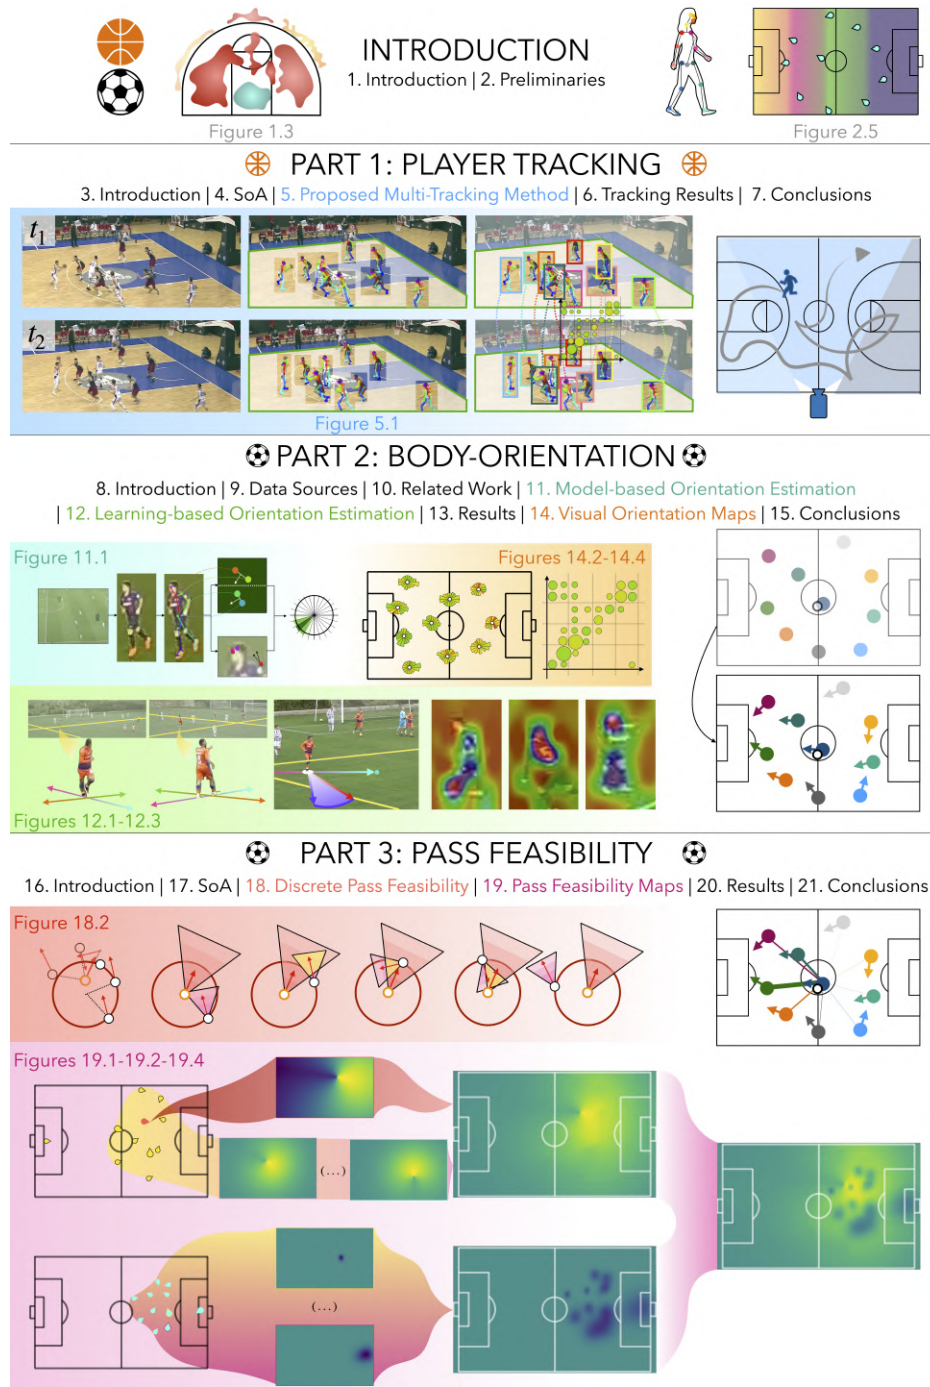 INTRODUCTION
1. Introduction | 2. Preliminaries
Figure 1.3
Figure 2.5
PART 1: PLAYER TRACKING
3. Introduction | 4. SoA | 5. Proposed Multi-Tracking Method | 6. Tracking Results | 7. Conclusions
t1
t2
Figure 5.1
PART 2: BODY-ORIENTATION
8. Introduction | 9. Data Sources | 10. Related Work | 11. Model-based Orientation Estimation
| 12. Learning-based Orientation Estimation | 13. Results | 14. Visual Orientation Maps | 15. Conclusions
Figure 11.1
Figures 14.2-14.4
Figures 12.1-12.3
PART 3: PASS FEASIBILITY
16. Introduction | 17. SoA | 18. Discrete Pass Feasibility | 19. Pass Feasibility Maps | 20. Results | 21. Conclusions
Figure 18.2
Figures 19.1-19.2-19.4
(...)
(...)